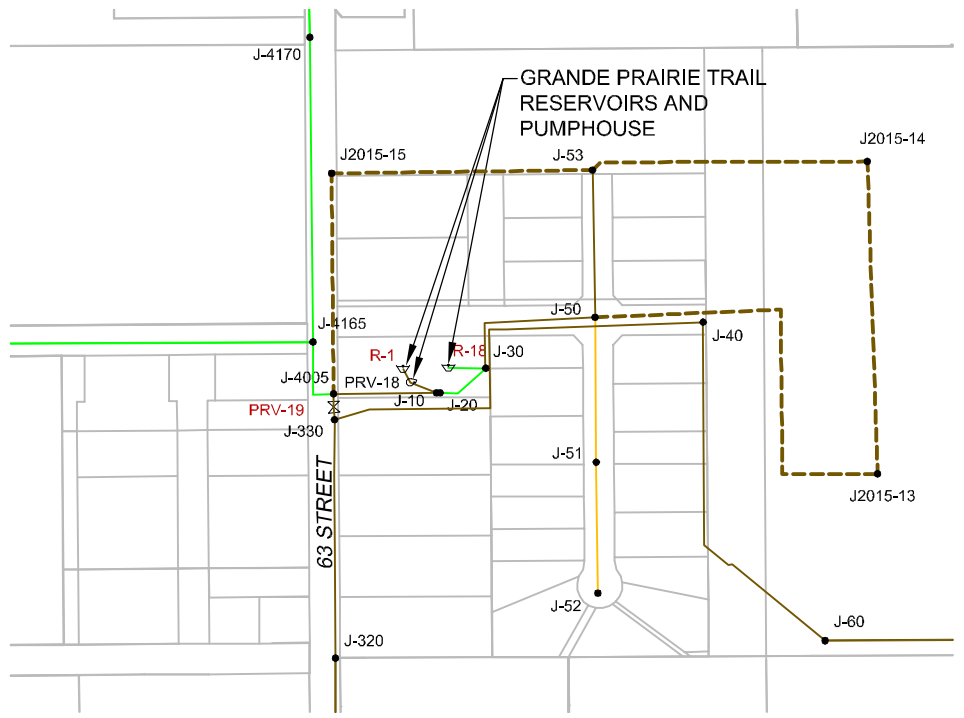 J-4170
GRANDE PRAIRIE TRAIL
RESERVOIRS AND
PUMPHOUSE
J2015-14
J2015-15
J-53
J-50
J-4165
J-40
R-1
R-18
J-30
J-4005
PRV-18
J-10
J-20
PRV-19
J-330
J-51
63 STREET
J2015-13
J-52
J-60
J-320